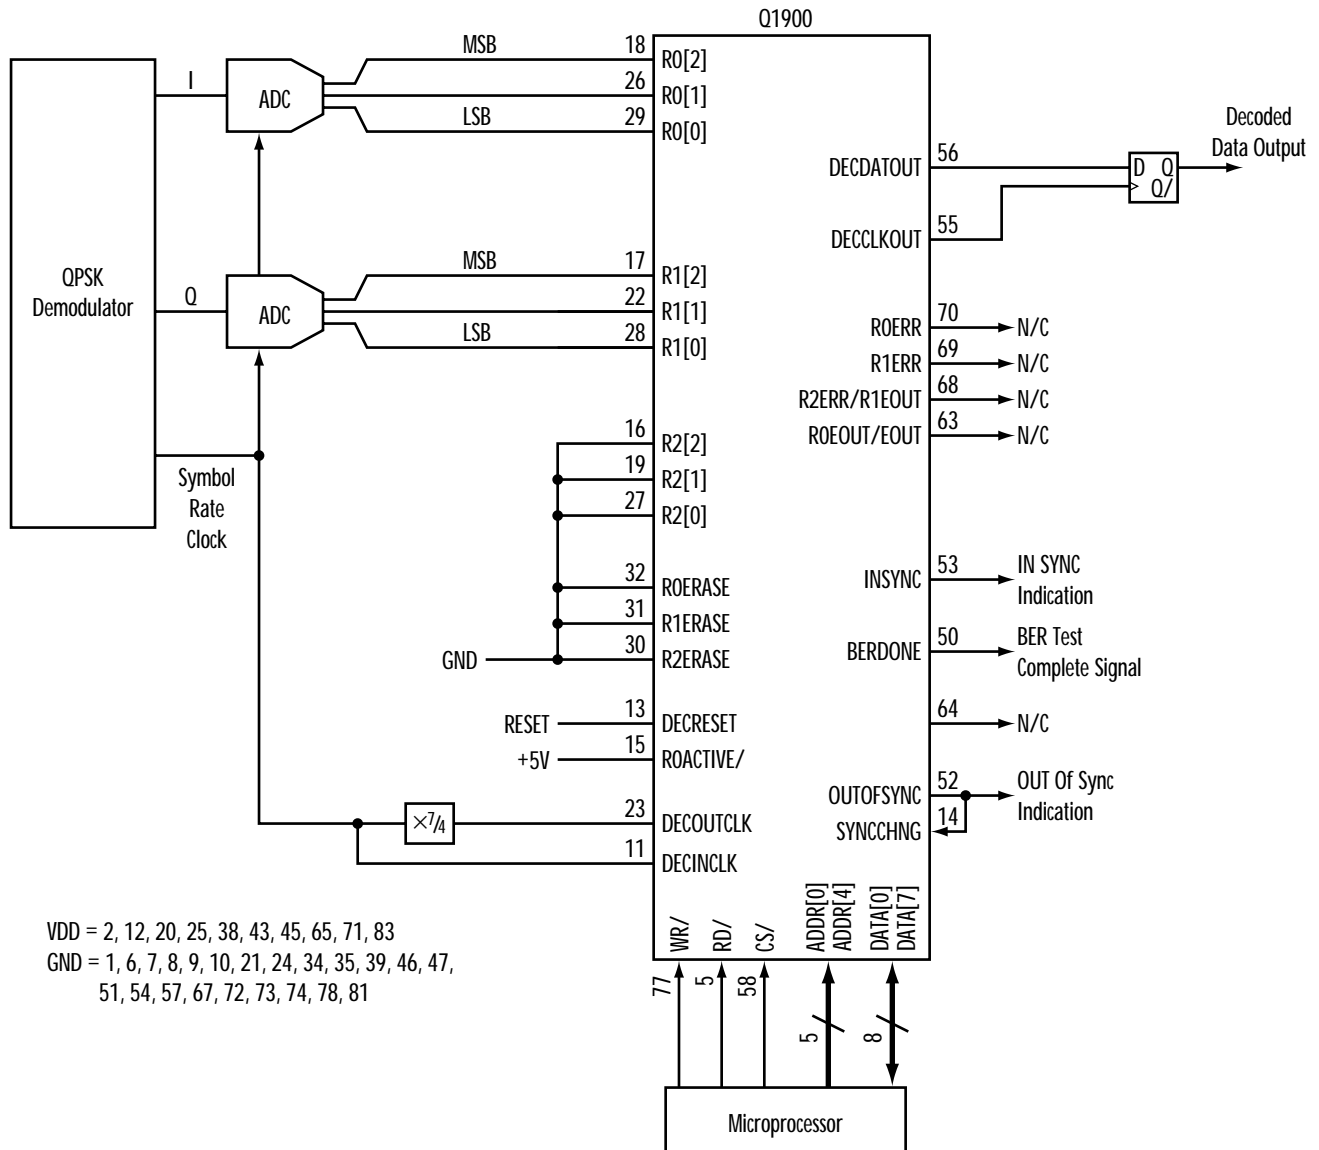 Q1900
QPSK
Demodulator
I
ADC
MSB
LSB
18
26
29
R0[2]
R0[1]
R0[0]
Q
ADC
MSB
LSB
17
22
28
R1[2]
R1[1]
R1[0]
Symbol
Rate
Clock
16
19
27
R2[2]
R2[1]
R2[0]
32
31
30
R0ERASE
R1ERASE
R2ERASE
GND
RESET
13
DECRESET
+5V
15
R0ACTIVE/
×7/4
23
DECOUTCLK
11
DECINCLK
DECDATOUT
56
DECCLKOUT
55
D Q
Q/
Decoded
Data Output
R0ERR
70
N/C
R1ERR
69
N/C
R2ERR/R1EOUT
68
N/C
R0EOUT/EOUT
63
N/C
INSYNC
53
IN SYNC
Indication
BERDONE
50
BER Test
Complete Signal
64
N/C
OUTOFSYNC
52
OUT Of Sync
Indication
SYNCCHNG
14
WR/
RD/
CS/
ADDR[0]
ADDR[4]
DATA[0]
DATA[7]
77
5
58
5
8
Microprocessor
VDD = 2, 12, 20, 25, 38, 43, 45, 65, 71, 83
GND = 1, 6, 7, 8, 9, 10, 21, 24, 34, 35, 39, 46, 47,
51, 54, 57, 67, 72, 73, 74, 78, 81